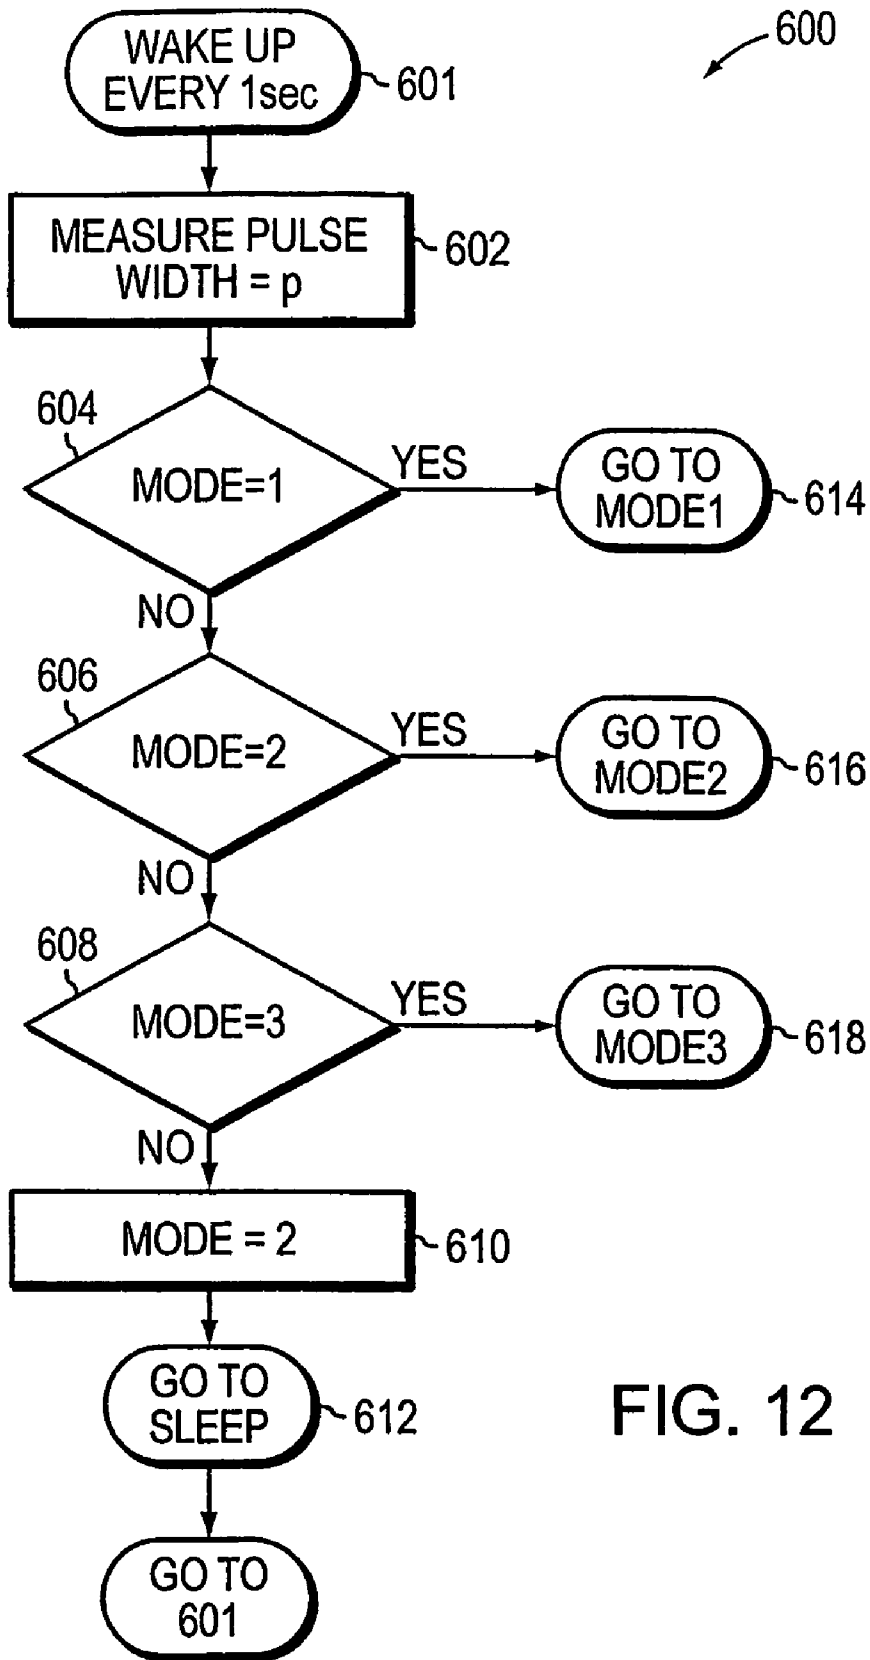 WAKE UP
EVERY 1sec
601
600
MEASURE PULSE
WIDTH = p
602
604
MODE=1
YES
GO TO
MODE1
614
NO
606
MODE=2
YES
GO TO
MODE2
616
NO
608
MODE=3
YES
GO TO
MODE3
618
NO
MODE = 2
610
GO TO
SLEEP
612
FIG. 12
GO TO
601